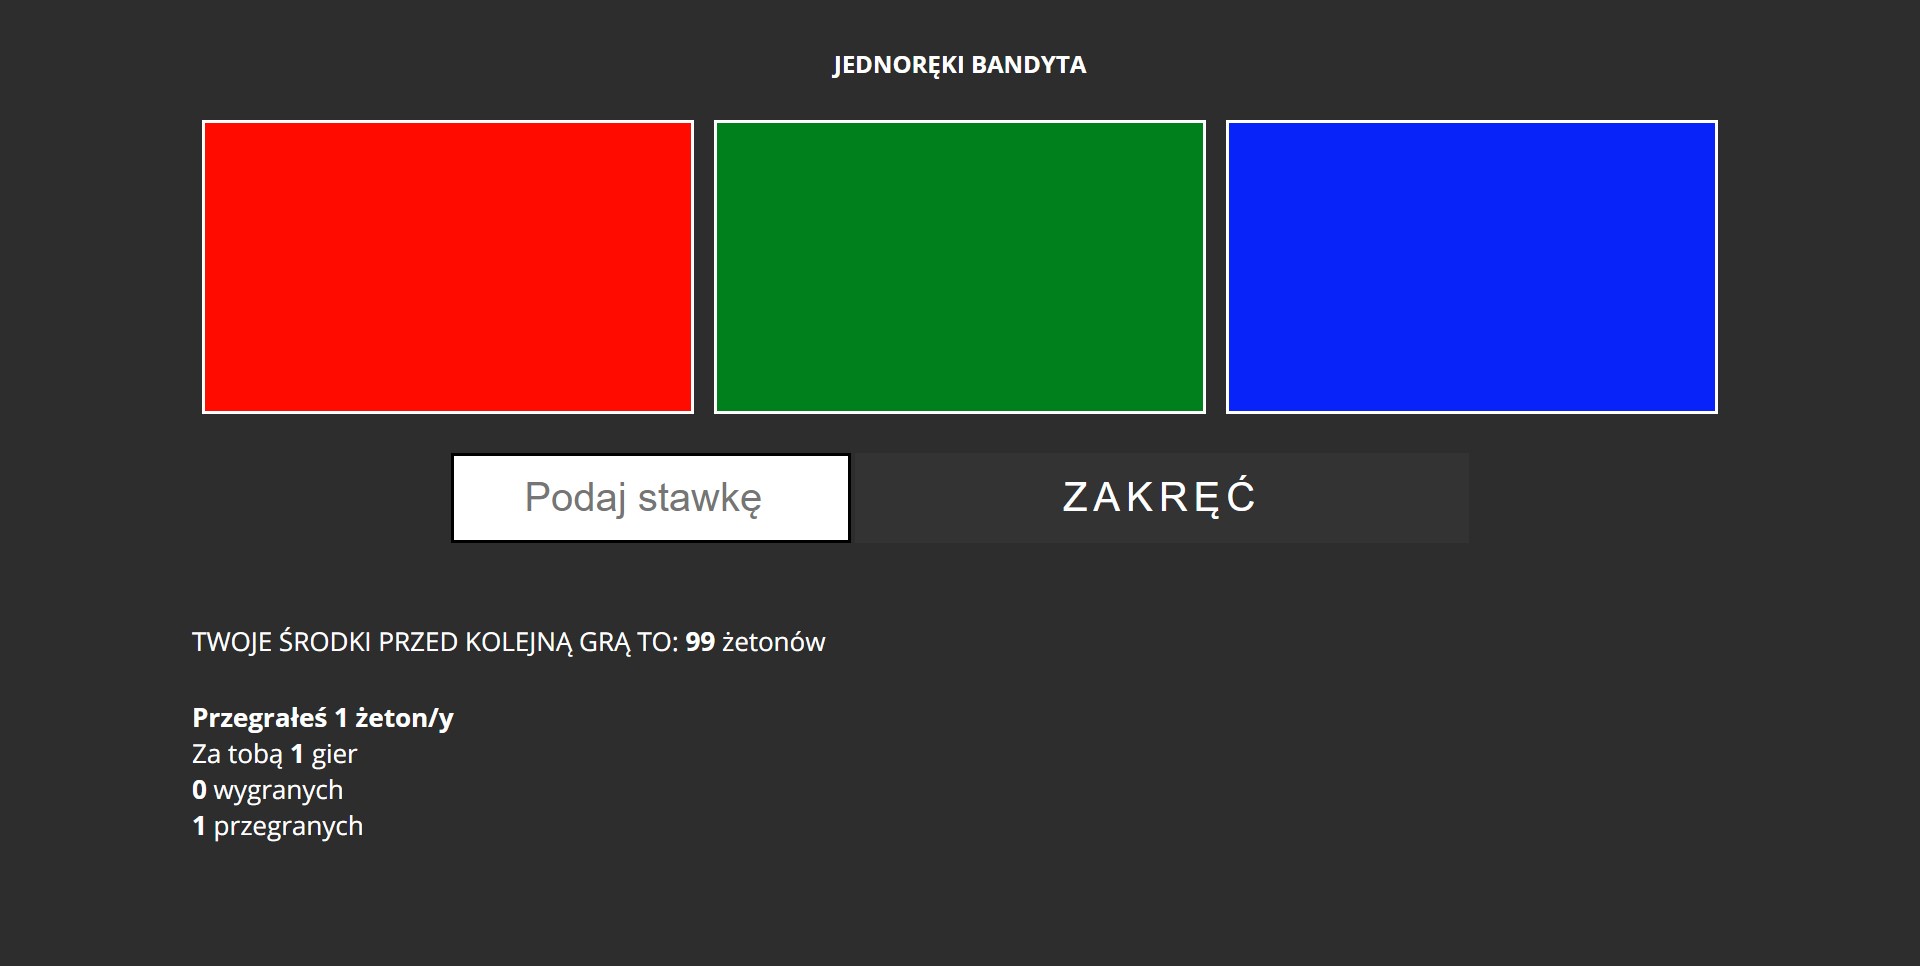 JEDNORĘKI BANDYTA
Podaj stawkę
ZAKRĘĆ
TWOJE ŚRODKI PRZED KOLEJNĄ GRĄ TO: 99 żetonów
Przegrałeś 1 żeton/y
Za tobą 1 gier
0 wygranych
1 przegranych